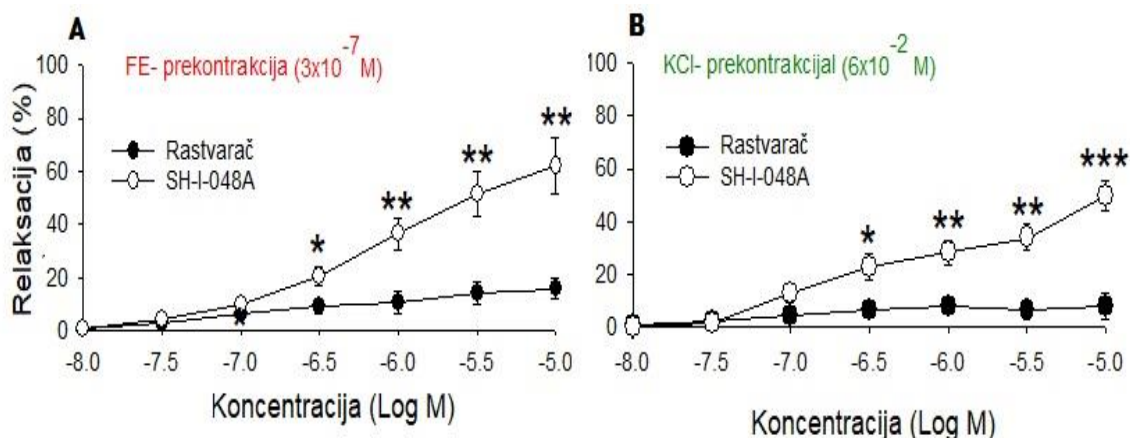 A
FE- prekontrakcija (3x10⁻⁷ M)
Relaksacija (%)
100
80
60
40
20
0
Rastvarač
SH-I-048A
*
**
**
**
*
-8.0 -7.5 -7.0 -6.5 -6.0 -5.5 -5.0
Koncentracija (Log M)
B
KCl- prekontrakcijal (6x10⁻² M)
100
80
60
40
20
0
Rastvarač
SH-I-048A
*
**
**
***
-8.0 -7.5 -7.0 -6.5 -6.0 -5.5 -5.0
Koncentracija (Log M)